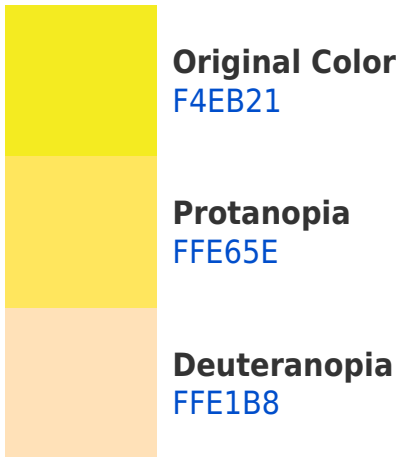 Original Color
F4EB21
Protanopia
FFE65E
Deuteranopia
FFE1B8